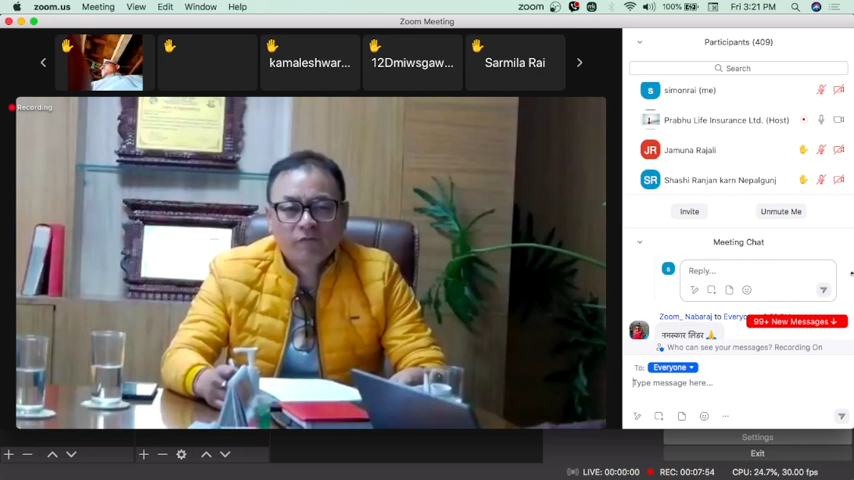 zoom.us Meeting View Edit Window Help
zoom 100% Fri 3:21 PM
Zoom Meeting
kamaleshwar... 12Dmiwsgaw... Sarmila Rai
Recording
Participants (409)
Search
s simonrai (me)
Prabhu Life Insurance Ltd. (Host)
JR Jamuna Rajali
SR Shashi Ranjan karn Nepalgunj
Invite Unmute Me
Meeting Chat
s Reply...
Zoom_ Nabaraj to Everyo
99+ New Messages
नमस्कार लिडर 🙏
Who can see your messages? Recording On
To: Everyone
Type message here...
Settings
Exit
LIVE: 00:00:00 REC: 00:07:54 CPU: 24.7%, 30.00 fps